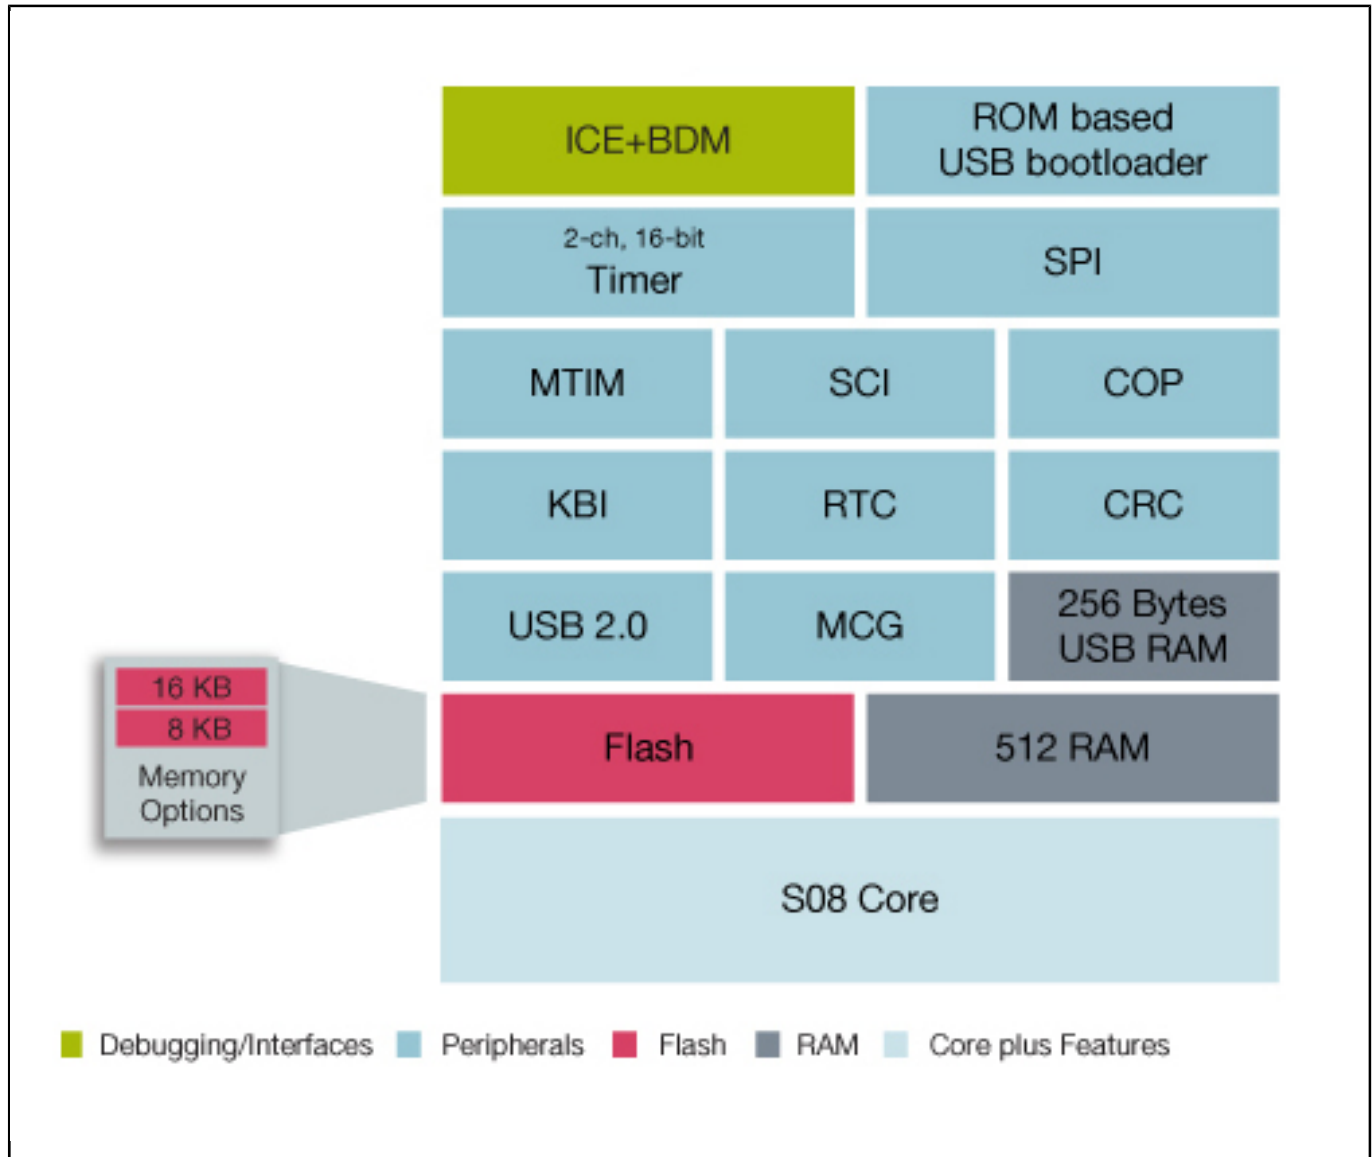 ICE+BDM
ROM based
USB bootloader
2-ch, 16-bit
Timer
SPI
MTIM
SCI
COP
KBI
RTC
CRC
USB 2.0
MCG
256 Bytes
USB RAM
16 KB
8 KB
Memory
Options
Flash
512 RAM
S08 Core
Debugging/Interfaces
Peripherals
Flash
RAM
Core plus Features